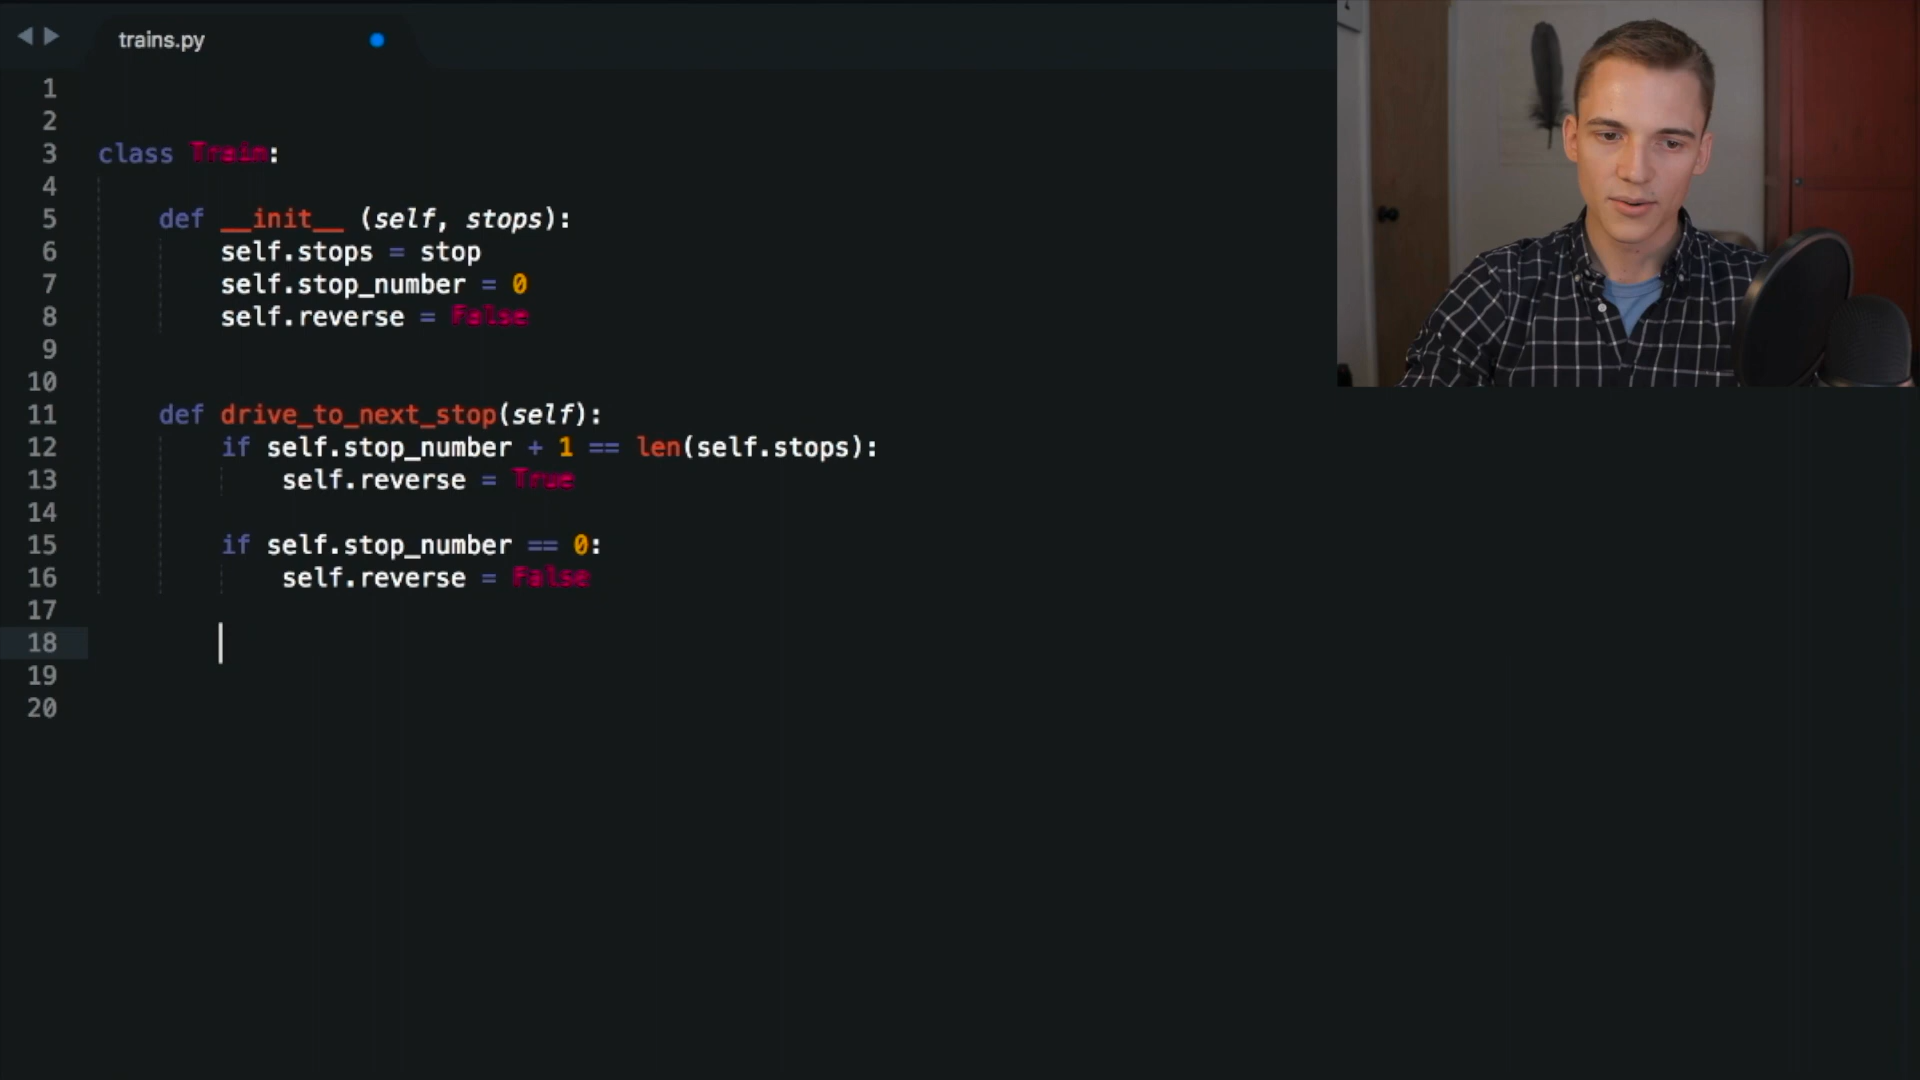 trains.py
1
2
3 class Train:
4
5 def __init__ (self, stops):
6 self.stops = stop
7 self.stop_number = 0
8 self.reverse = False
9
10
11 def drive_to_next_stop(self):
12 if self.stop_number + 1 == len(self.stops):
13 self.reverse = True
14
15 if self.stop_number == 0:
16 self.reverse = False
17
18
19
20